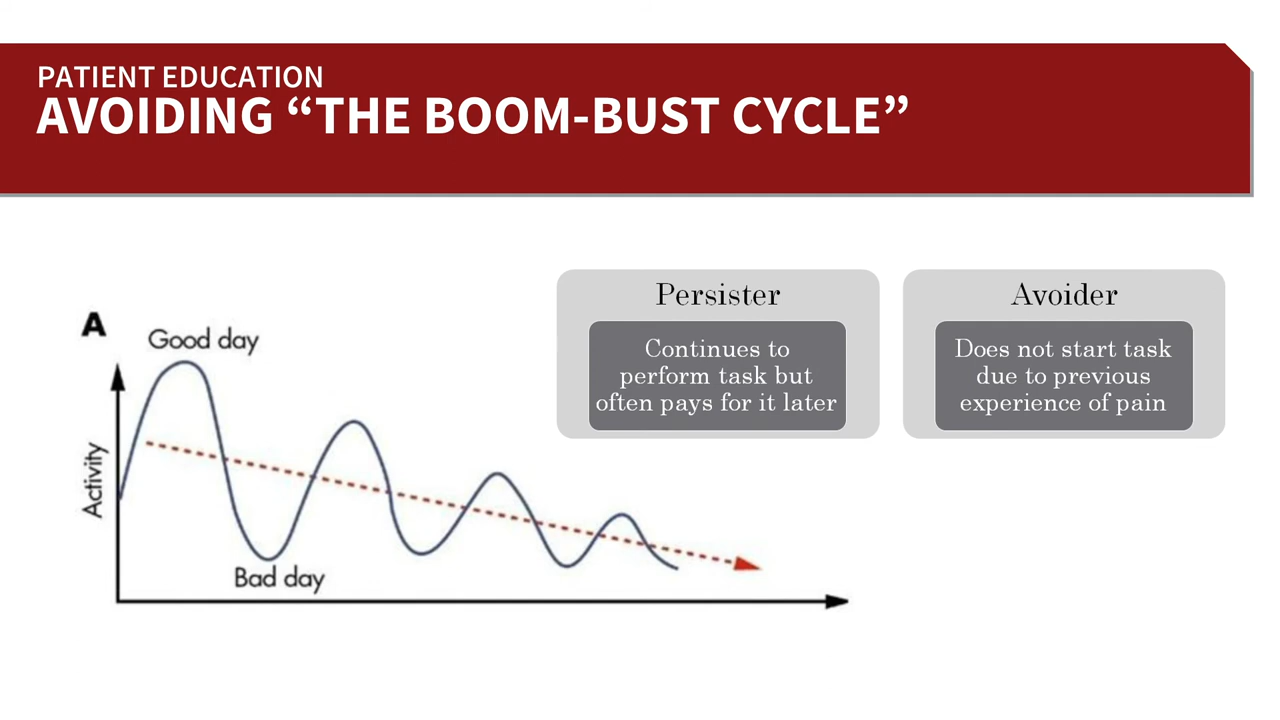 PATIENT EDUCATION
AVOIDING “THE BOOM-BUST CYCLE”
Persister
Continues to
perform task but
often pays for it later
Avoider
Does not start task
due to previous
experience of pain
A
Good day
Activity
Bad day